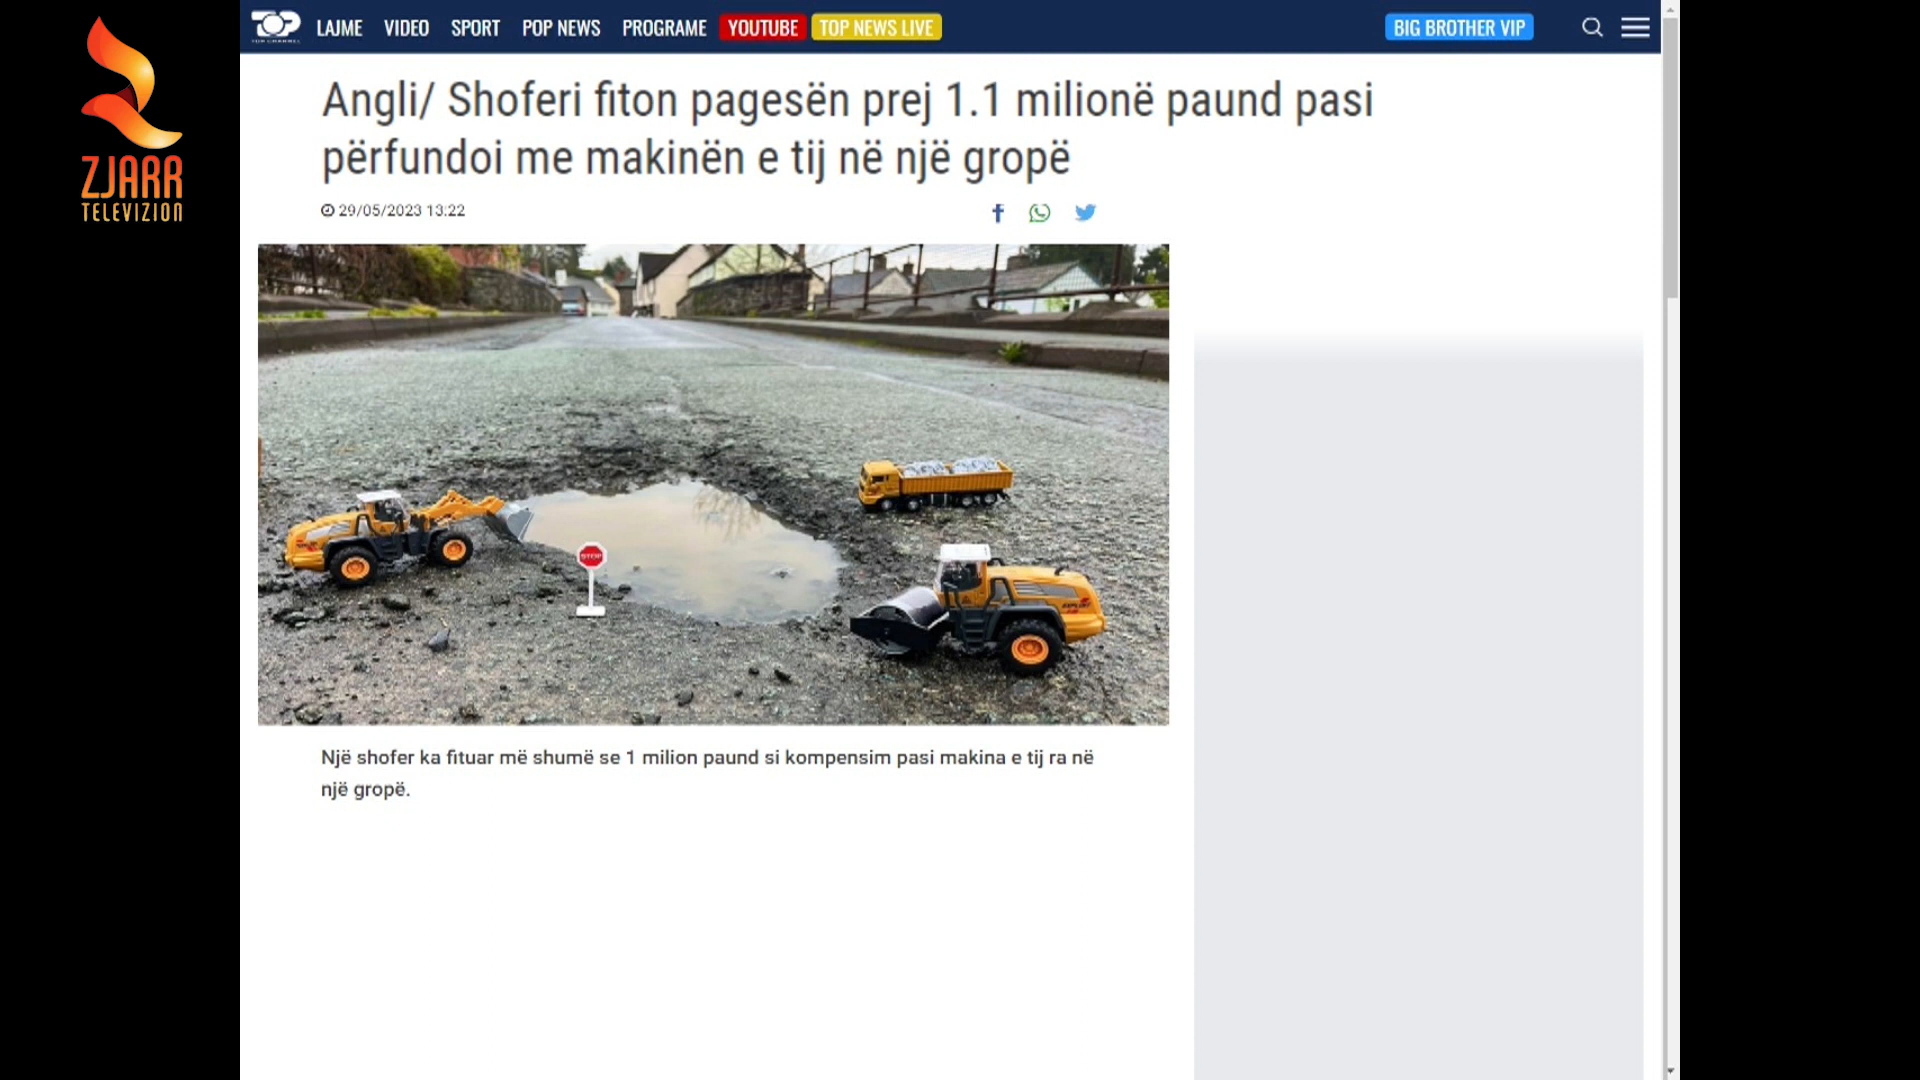 ZJARR
TELEVIZION
TOP
TOP CHANNEL
LAJME VIDEO SPORT POP NEWS PROGRAME YOUTUBE TOP NEWS LIVE BIG BROTHER VIP
Angli/ Shoferi fiton pagesën prej 1.1 milionë paund pasi
përfundoi me makinën e tij në një gropë
29/05/2023 13:22
STOP
Një shofer ka fituar më shumë se 1 milion paund si kompensim pasi makina e tij ra në
një gropë.